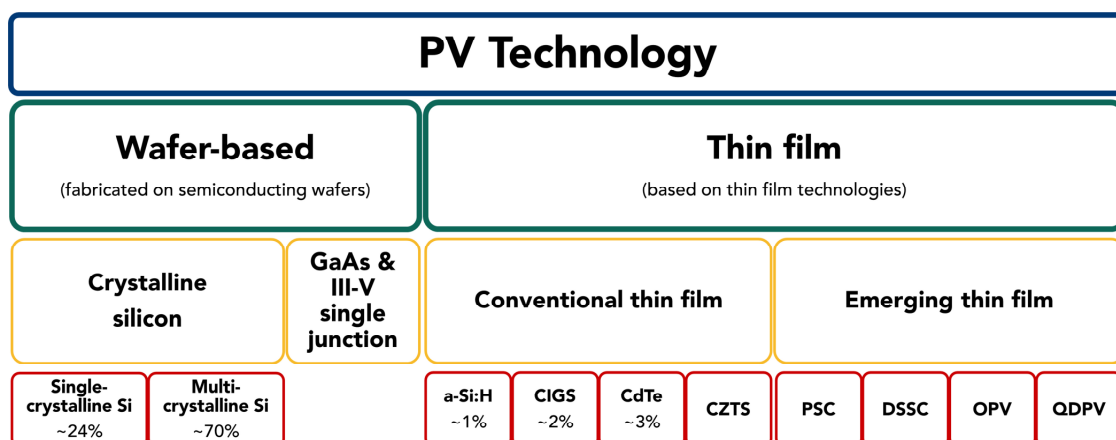 PV Technology
Wafer-based
(fabricated on semiconducting wafers)
Thin film
(based on thin film technologies)
Crystalline
silicon
GaAs &
III-V
single
junction
Conventional thin film
Emerging thin film
Single-
crystalline Si
~24%
Multi-
crystalline Si
~70%
a-Si:H
~1%
CIGS
~2%
CdTe
~3%
CZTS
PSC
DSSC
OPV
QDPV